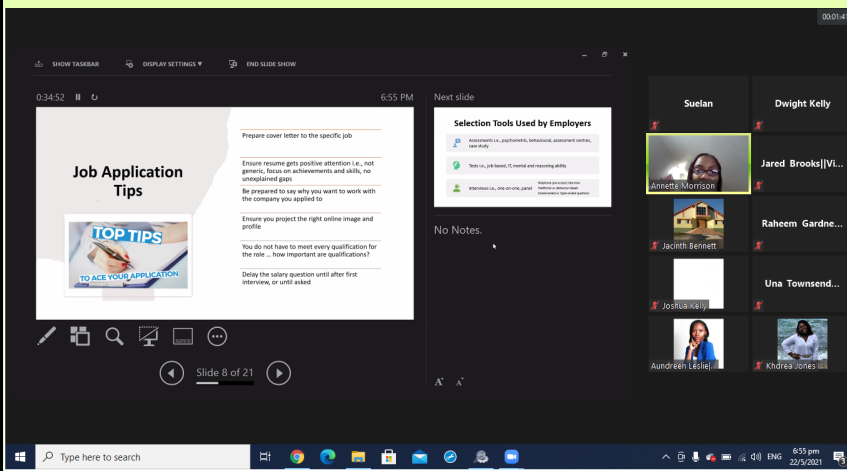 00:01:41
SHOW TASKBAR
DISPLAY SETTINGS ▼
END SLIDE SHOW
0:34:52
6:55 PM
Job Application
Tips
TOP TIPS
TO ACE YOUR APPLICATION
Prepare cover letter to the specific job
Ensure resume gets positive attention i.e., not
generic, focus on achievements and skills, no
unexplained gaps
Be prepared to say why you want to work with
the company you applied to
Ensure you project the right online image and
profile
You do not have to meet every qualification for
the role ... how important are qualifications?
Delay the salary question until after first
interview, or until asked
Slide 8 of 21
Next slide
Selection Tools Used by Employers
Assessments i.e., psychometric, behavioural, assessment centres,
case study
Tests i.e., job-based, IT, mental and reasoning ability
Interviews i.e., one-on-one, panel
No Notes.
A A
Suelan
Dwight Kelly
Annette Morrison
Jared Brooks||Vi...
Jacinth Bennett
Raheem Gardne...
Joshua Kelly
Una Townsend...
Aundreen Leslie|...
Khdrea Jones
Type here to search
ENG
6:55 pm
22/5/2021
3